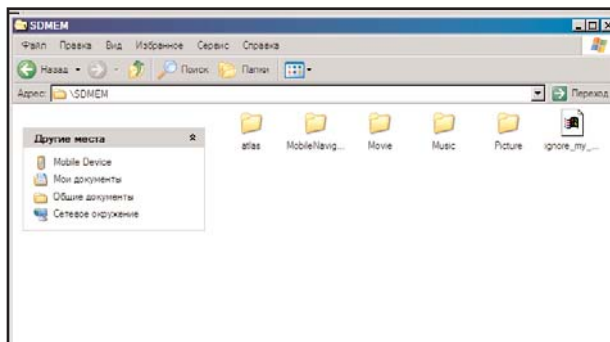 SDMEM
Файл Правка Вид Избранное Сервис Справка
Назад Поиск Папки
Адрес: \SDMEM Переход
Другие места
Mobile Device
Мои документы
Общие документы
Сетевое окружение
atlas MobileNavig... Movie Music Picture ignore_my_...